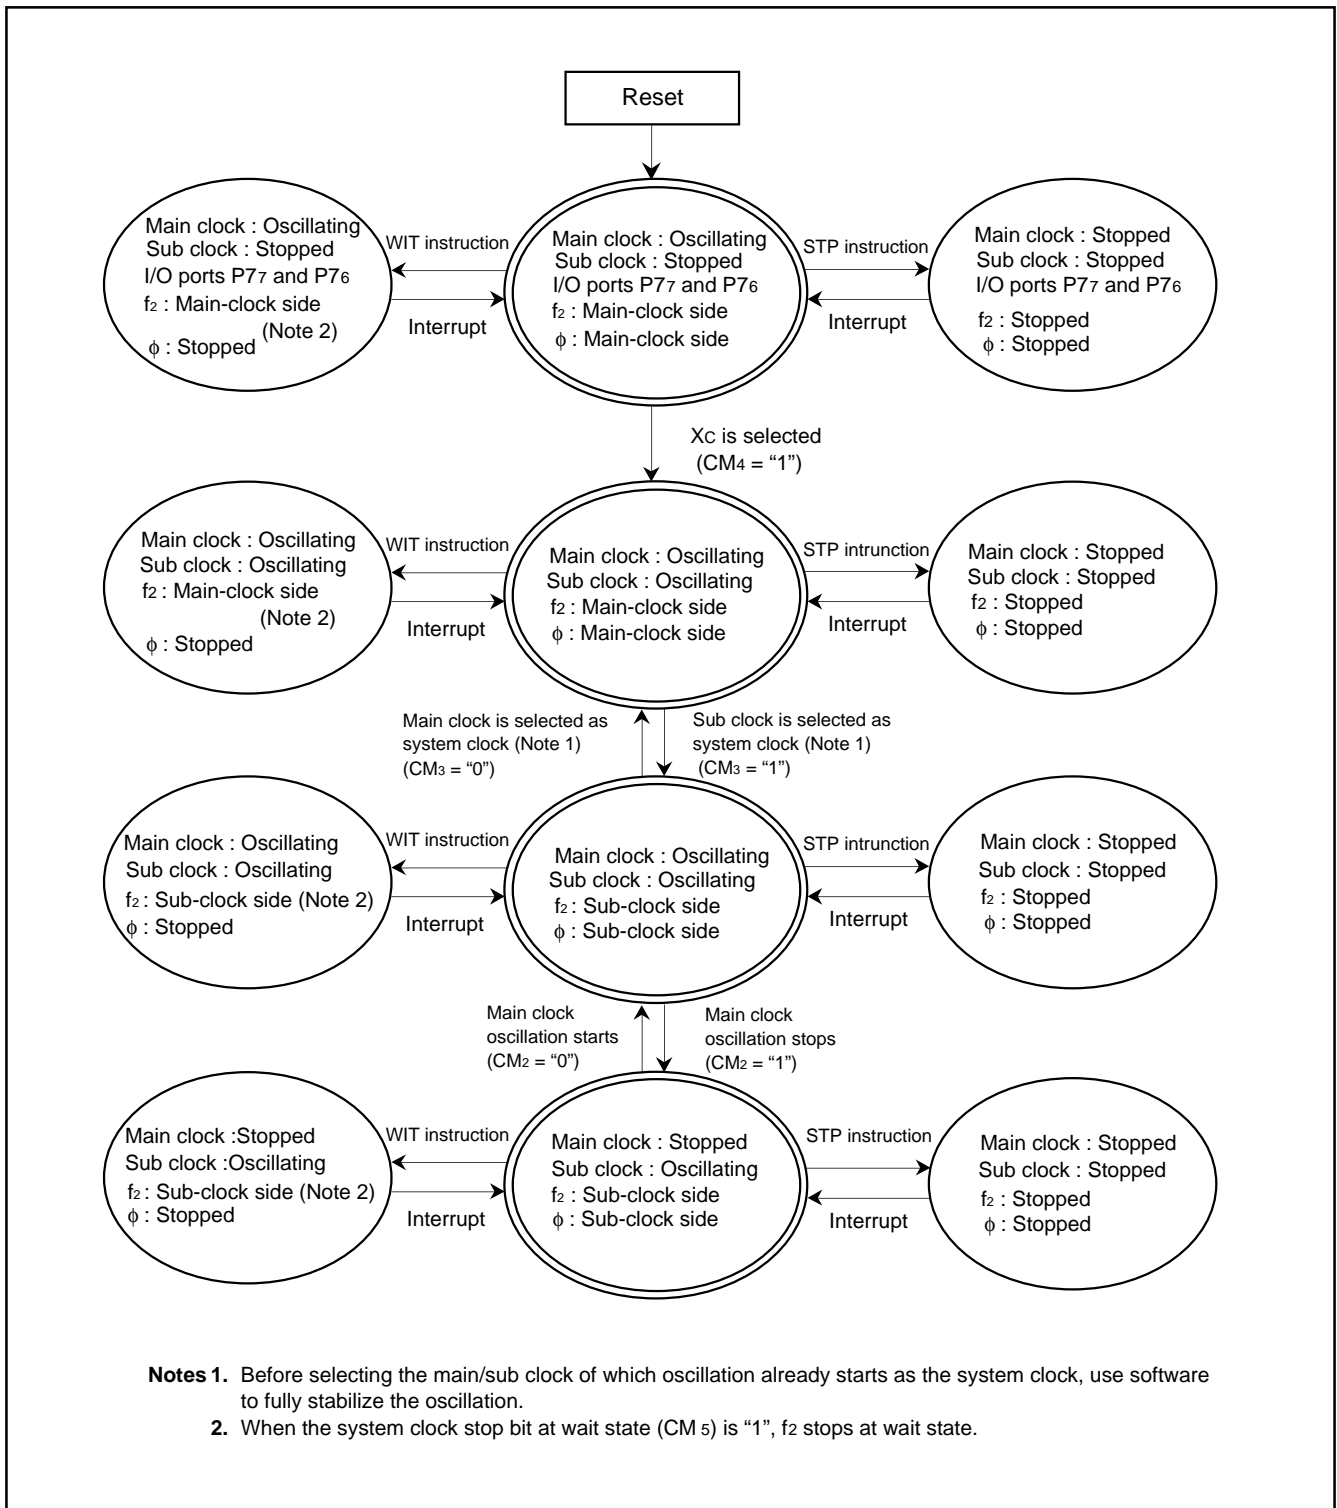 Reset
Main clock : Oscillating
Sub clock : Stopped
I/O ports P77 and P76
f2 : Main-clock side
(Note 2)
φ : Stopped
WIT instruction
Interrupt
Main clock : Oscillating
Sub clock : Stopped
I/O ports P77 and P76
f2 : Main-clock side
φ : Main-clock side
STP instruction
Interrupt
Main clock : Stopped
Sub clock : Stopped
I/O ports P77 and P76
f2 : Stopped
φ : Stopped
XC is selected
(CM4 = “1”)
Main clock : Oscillating
Sub clock : Oscillating
f2 : Main-clock side
(Note 2)
φ : Stopped
WIT instruction
Interrupt
Main clock : Oscillating
Sub clock : Oscillating
f2 : Main-clock side
φ : Main-clock side
STP intrunction
Interrupt
Main clock : Stopped
Sub clock : Stopped
f2 : Stopped
φ : Stopped
Main clock is selected as
system clock (Note 1)
(CM3 = “0”)
Sub clock is selected as
system clock (Note 1)
(CM3 = “1”)
Main clock : Oscillating
Sub clock : Oscillating
f2 : Sub-clock side (Note 2)
φ : Stopped
WIT instruction
Interrupt
Main clock : Oscillating
Sub clock : Oscillating
f2 : Sub-clock side
φ : Sub-clock side
STP intrunction
Interrupt
Main clock : Stopped
Sub clock : Stopped
f2 : Stopped
φ : Stopped
Main clock
oscillation starts
(CM2 = “0”)
Main clock
oscillation stops
(CM2 = “1”)
Main clock :Stopped
Sub clock :Oscillating
f2 : Sub-clock side (Note 2)
φ : Stopped
WIT instruction
Interrupt
Main clock : Stopped
Sub clock : Oscillating
f2 : Sub-clock side
φ : Sub-clock side
STP instruction
Interrupt
Main clock : Stopped
Sub clock : Stopped
f2 : Stopped
φ : Stopped
Notes 1. Before selecting the main/sub clock of which oscillation already starts as the system clock, use software
to fully stabilize the oscillation.
2. When the system clock stop bit at wait state (CM 5) is “1”, f2 stops at wait state.